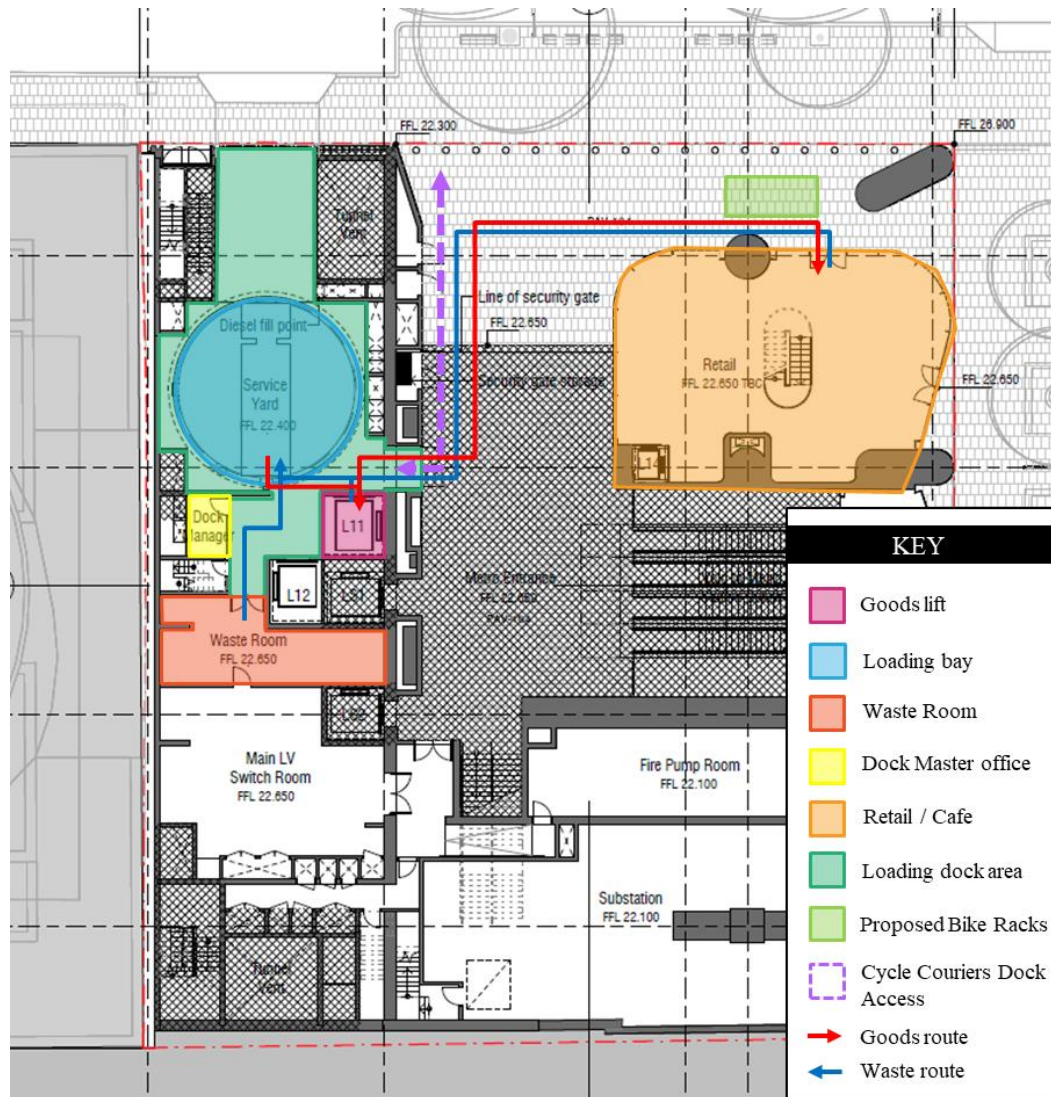 FFL 22.300
FFL 26.900
Tunnel
Vent
Line of security gate
FFL 22.650
Diesel fill point
Service
Yard
FFL 22.400
Security gate storage
Retail
FFL 22.650 TBC
FFL 22.650
L14
Dock
Manager
L11
L12
LS1
Metro Entrance
FFL 22.650
PAV-104
Waste Room
FFL 22.650
LS2
Main LV
Switch Room
FFL 22.650
Fire Pump Room
FFL 22.100
Substation
FFL 22.100
Tunnel
Vent
KEY
Goods lift
Loading bay
Waste Room
Dock Master office
Retail / Cafe
Loading dock area
Proposed Bike Racks
Cycle Couriers Dock
Access
Goods route
Waste route